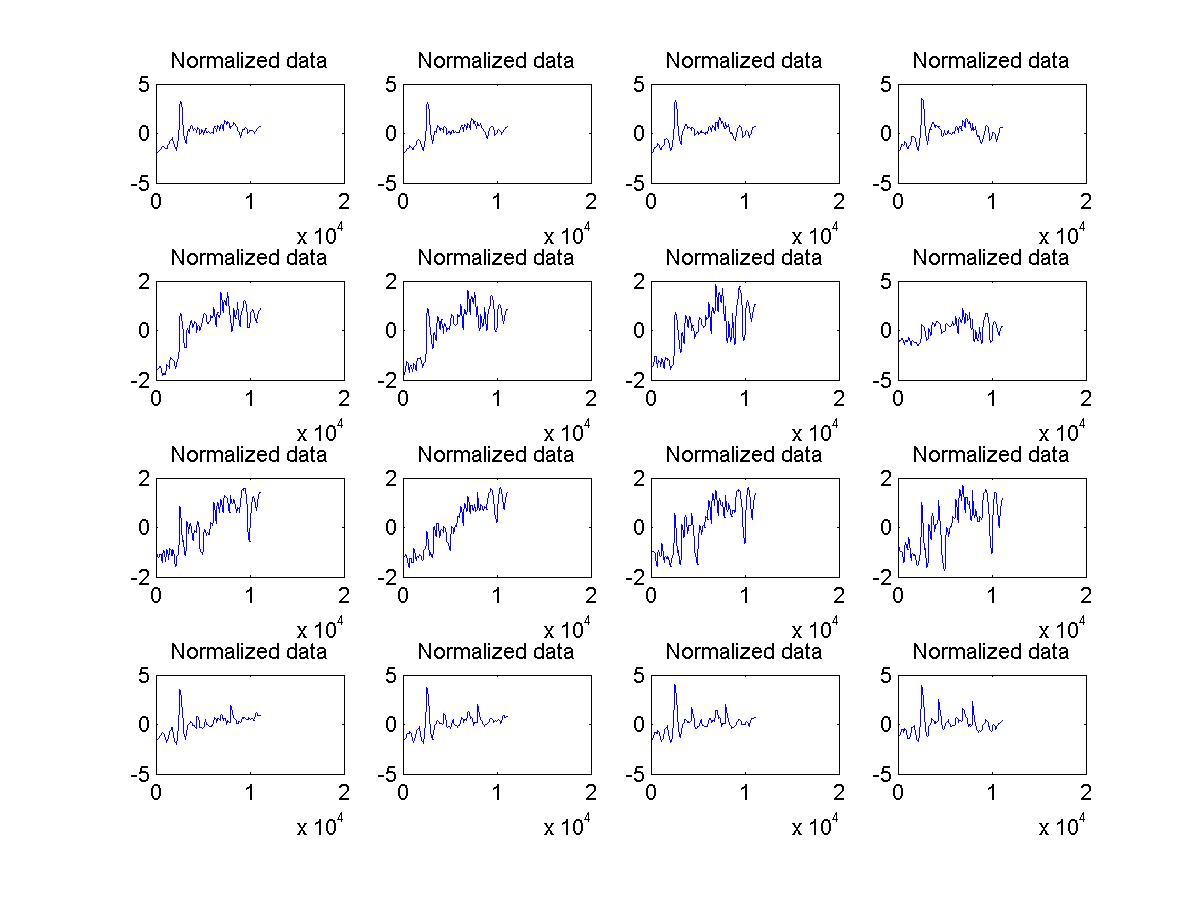 Normalized data Normalized data Normalized data Normalized data
5 5 5 5
0 0 0 0
-5 -5 -5 -5
0 1 2 0 1 2 0 1 2 0 1 2
x 10^4 x 10^4 x 10^4 x 10^4
Normalized data Normalized data Normalized data Normalized data
2 2 2 5
0 0 0 0
-2 -2 -2 -5
0 1 2 0 1 2 0 1 2 0 1 2
x 10^4 x 10^4 x 10^4 x 10^4
Normalized data Normalized data Normalized data Normalized data
2 2 2 2
0 0 0 0
-2 -2 -2 -2
0 1 2 0 1 2 0 1 2 0 1 2
x 10^4 x 10^4 x 10^4 x 10^4
Normalized data Normalized data Normalized data Normalized data
5 5 5 5
0 0 0 0
-5 -5 -5 -5
0 1 2 0 1 2 0 1 2 0 1 2
x 10^4 x 10^4 x 10^4 x 10^4